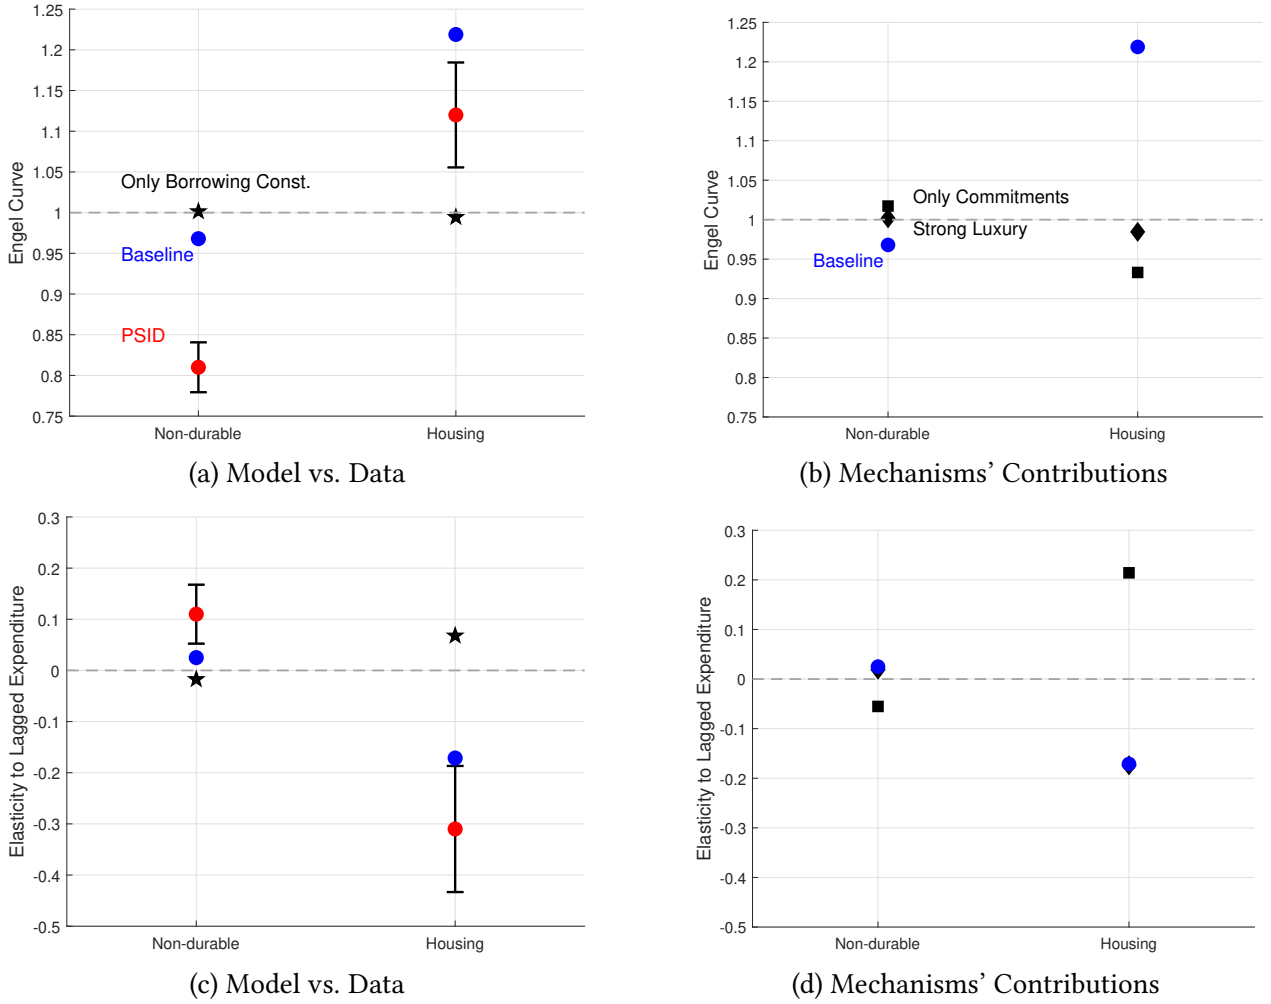 1.25
1.2
1.15
1.1
1.05
1
0.95
0.9
0.85
0.8
0.75
Engel Curve
Only Borrowing Const.
Baseline
PSID
Non-durable
Housing
(a) Model vs. Data
1.25
1.2
1.15
1.1
1.05
1
0.95
0.9
0.85
0.8
0.75
Engel Curve
Only Commitments
Strong Luxury
Baseline
Non-durable
Housing
(b) Mechanisms’ Contributions
0.3
0.2
0.1
0
-0.1
-0.2
-0.3
-0.4
-0.5
Elasticity to Lagged Expenditure
Non-durable
Housing
(c) Model vs. Data
0.3
0.2
0.1
0
-0.1
-0.2
-0.3
-0.4
-0.5
Elasticity to Lagged Expenditure
Non-durable
Housing
(d) Mechanisms’ Contributions